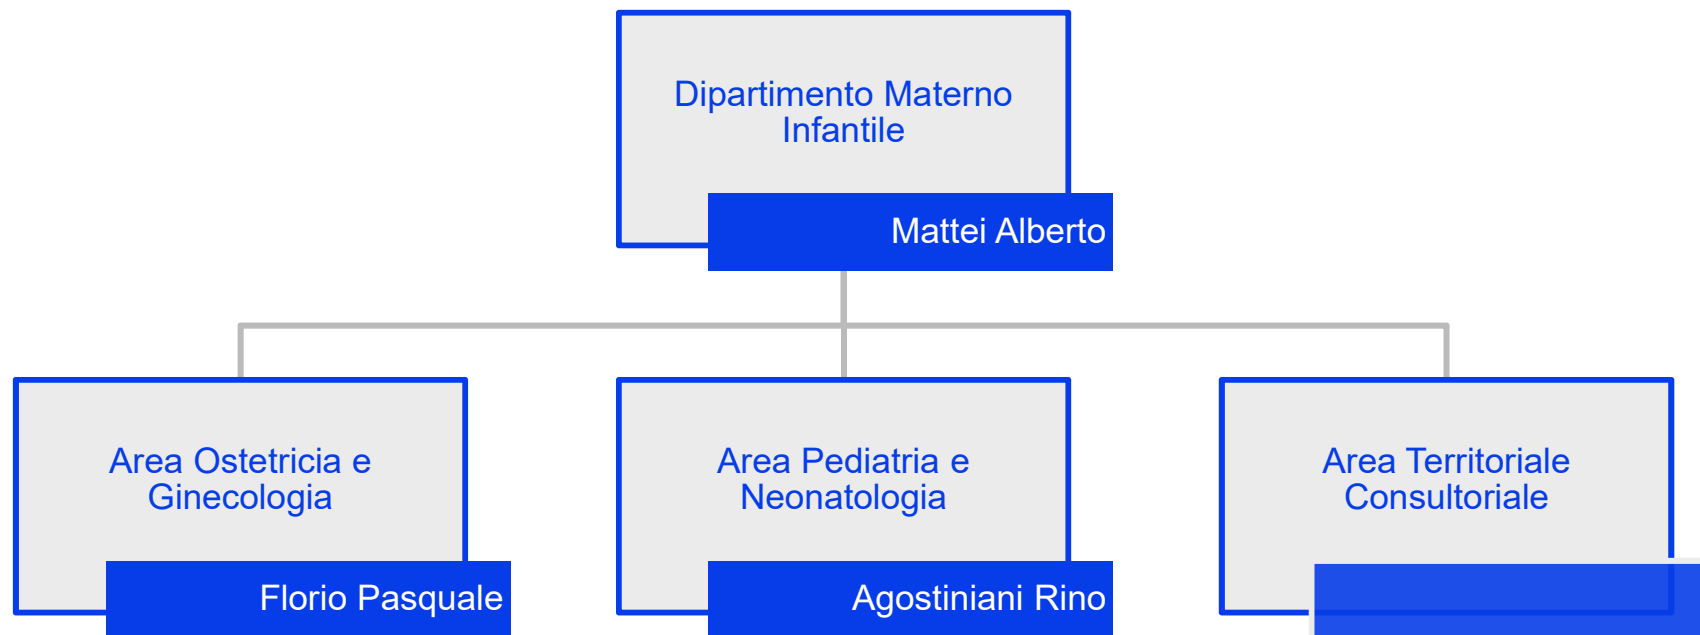 Dipartimento Materno
Infantile
Mattei Alberto
Area Ostetricia e
Ginecologia
Florio Pasquale
Area Pediatria e
Neonatologia
Agostiniani Rino
Area Territoriale
Consultoriale